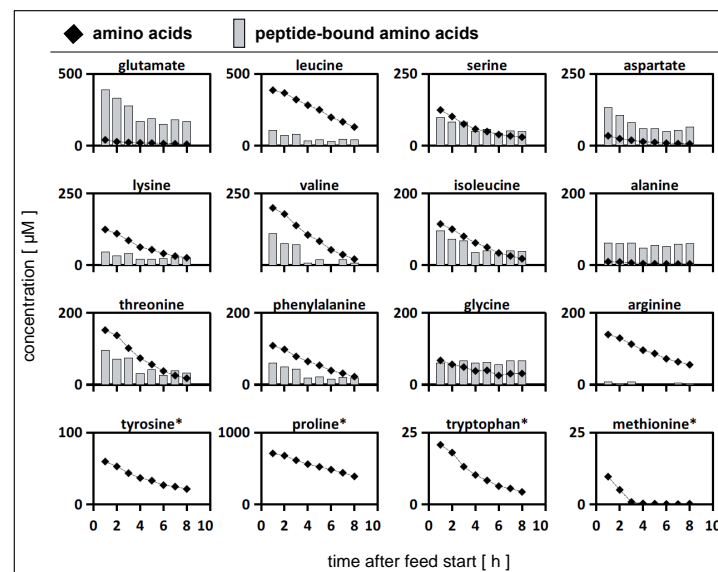 amino acids peptide-bound amino acids
glutamate leucine serine aspartate
500 500 250 250
0 0 0 0
lysine valine isoleucine alanine
250 250 200 200
0 0 0 0
threonine phenylalanine glycine arginine
200 200 200 200
0 0 0 0
tyrosine* proline* tryptophan* methionine*
100 1000 25 25
0 0 0 0
0 2 4 6 8 10 0 2 4 6 8 10 0 2 4 6 8 10 0 2 4 6 8 10
concentration [ µM ]
time after feed start [ h ]